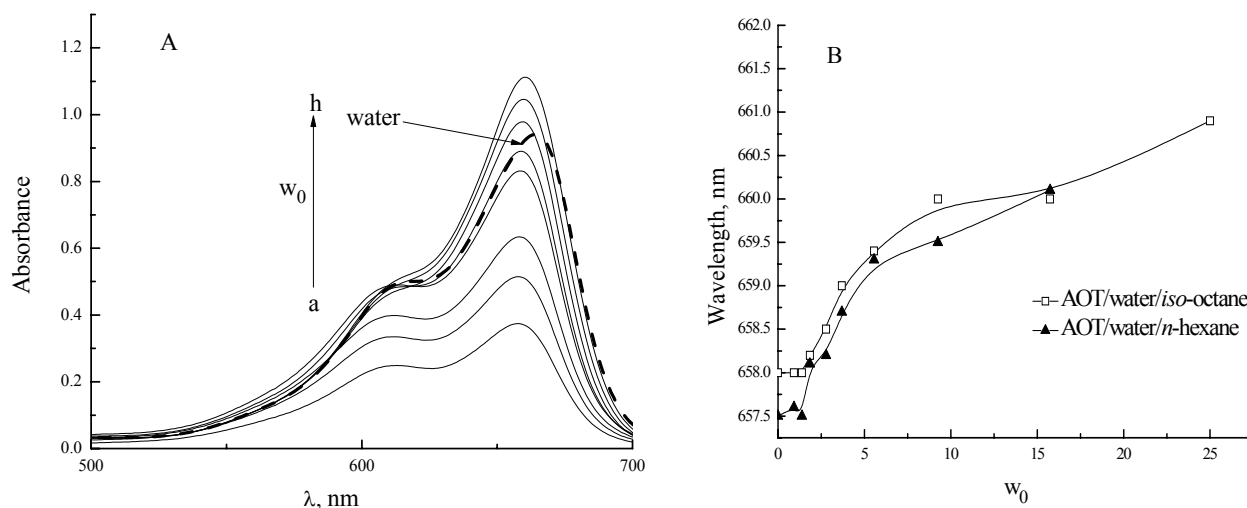 A
1.2
1.0
0.8
0.6
0.4
0.2
0.0
Absorbance
h
w0
a
water
500
600
700
λ, nm
B
662.0
661.5
661.0
660.5
660.0
659.5
659.0
658.5
658.0
657.5
Wavelength, nm
AOT/water/iso-octane
AOT/water/n-hexane
0
5
10
15
20
25
w0